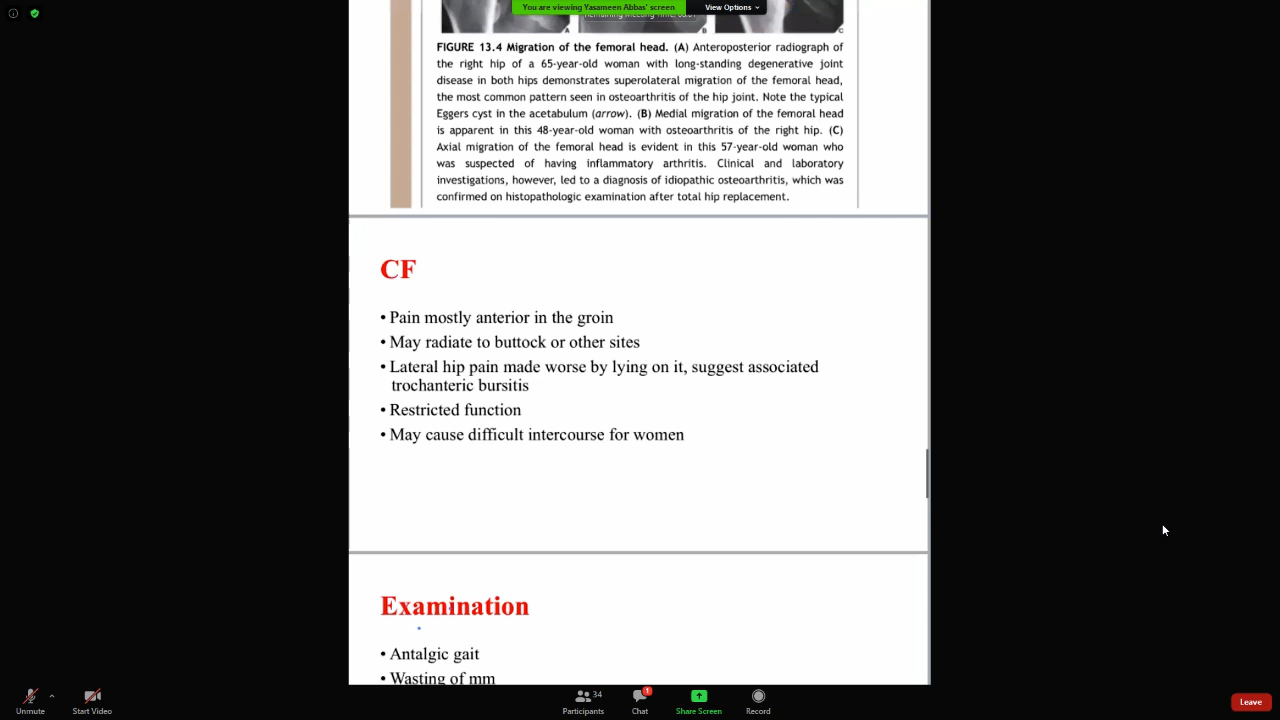 You are viewing Yasameen Abbas' screen
View Options
A
B
C
FIGURE 13.4 Migration of the femoral head. (A) Anteroposterior radiograph of
the right hip of a 65-year-old woman with long-standing degenerative joint
disease in both hips demonstrates superolateral migration of the femoral head,
the most common pattern seen in osteoarthritis of the hip joint. Note the typical
Eggers cyst in the acetabulum (arrow). (B) Medial migration of the femoral head
is apparent in this 48-year-old woman with osteoarthritis of the right hip. (C)
Axial migration of the femoral head is evident in this 57-year-old woman who
was suspected of having inflammatory arthritis. Clinical and laboratory
investigations, however, led to a diagnosis of idiopathic osteoarthritis, which was
confirmed on histopathologic examination after total hip replacement.
CF
• Pain mostly anterior in the groin
• May radiate to buttock or other sites
• Lateral hip pain made worse by lying on it, suggest associated
trochanteric bursitis
• Restricted function
• May cause difficult intercourse for women
Examination
• Antalgic gait
• Wasting of mm
Unmute
Start Video
34
Participants
1
Chat
Share Screen
Record
Leave